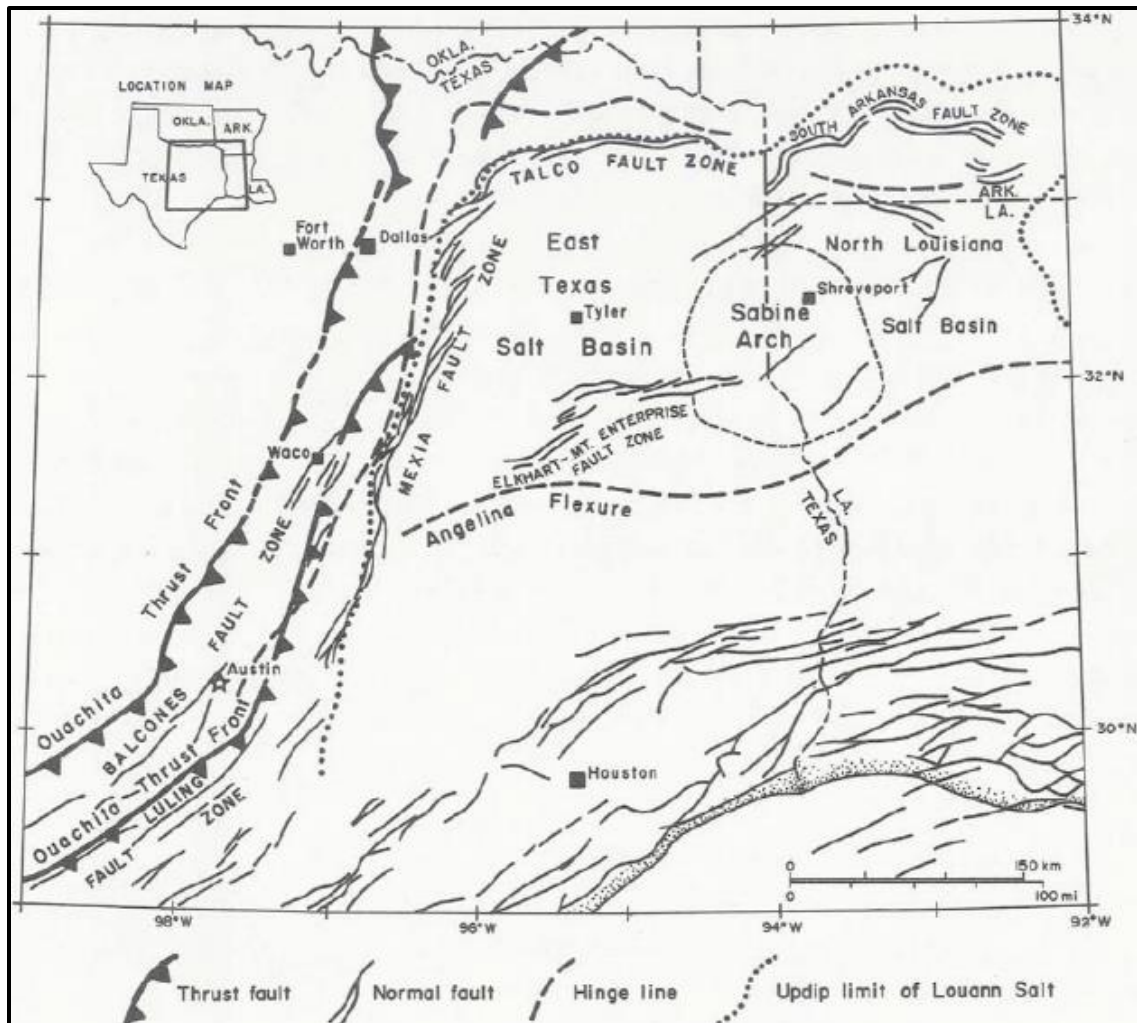 34°N
LOCATION MAP
OKLA.
ARK.
TEXAS
LA.
OKLA.
TEXAS
SOUTH ARKANSAS FAULT ZONE
TALCO FAULT ZONE
ARK.
LA.
Fort
Worth
Dallas
East
Texas
Salt Basin
Tyler
North Louisiana
Salt Basin
Shreveport
Sabine
Arch
MEXIA FAULT ZONE
32°N
ELKHART-MT. ENTERPRISE
FAULT ZONE
Waco
Angelina Flexure
LA.
TEXAS
Ouachita Thrust Front
BALCONES FAULT ZONE
Austin
Ouachita Thrust Front
LULING
FAULT ZONE
30°N
Houston
0 150 km
0 100 mi
98°W
96°W
94°W
92°W
Thrust fault
Normal fault
Hinge line
Updip limit of Louann Salt